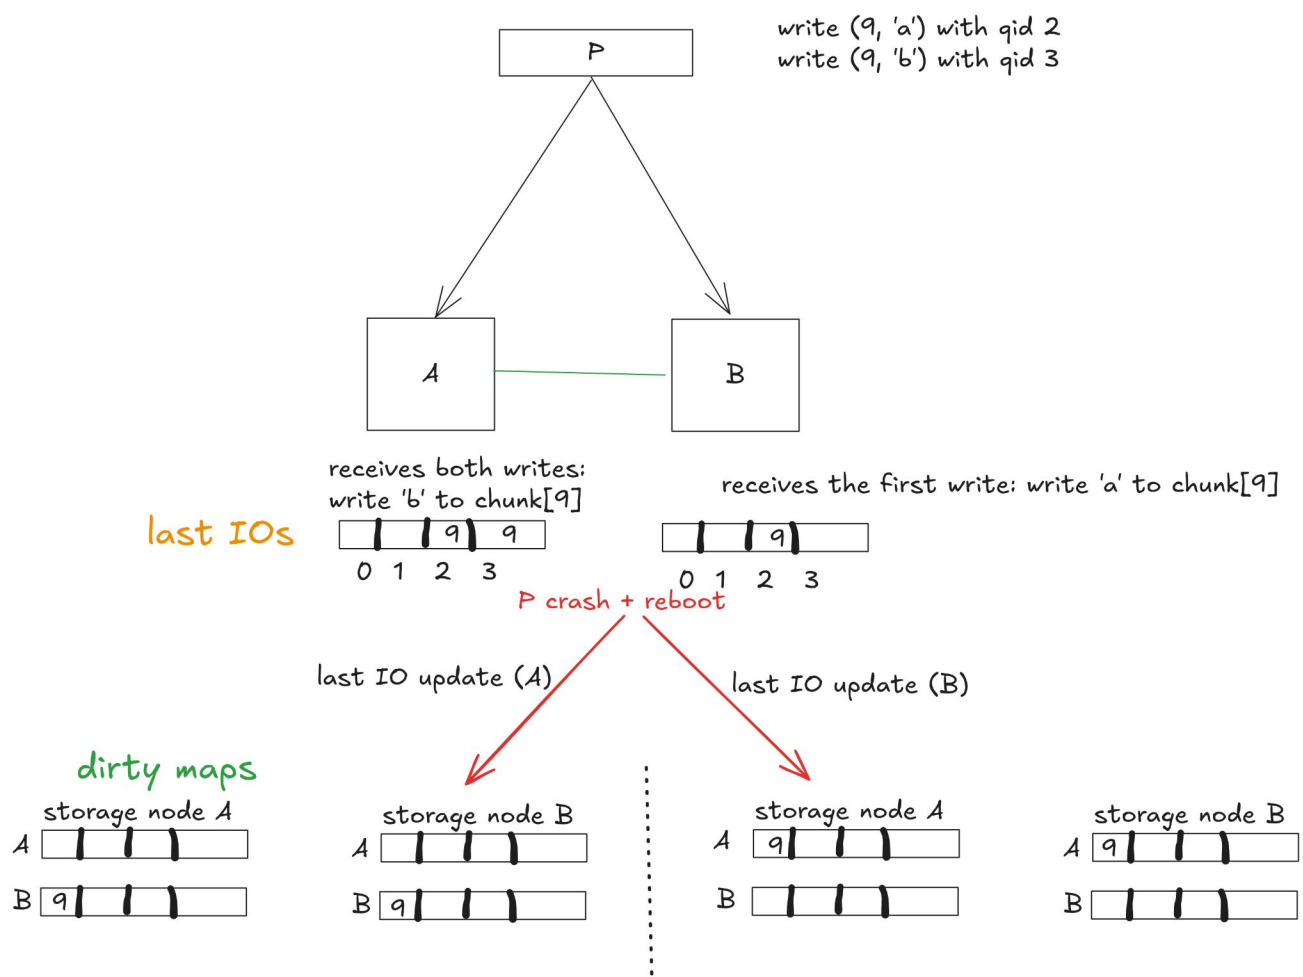 P
write (9, 'a') with qid 2
write (9, 'b') with qid 3
A
B
receives both writes:
write 'b' to chunk[9]
receives the first write: write 'a' to chunk[9]
last IOs
9 9
0 1 2 3
9
0 1 2 3
P crash + reboot
last IO update (A)
last IO update (B)
dirty maps
storage node A
A
B 9
storage node B
A
B 9
storage node A
A 9
B
storage node B
A 9
B